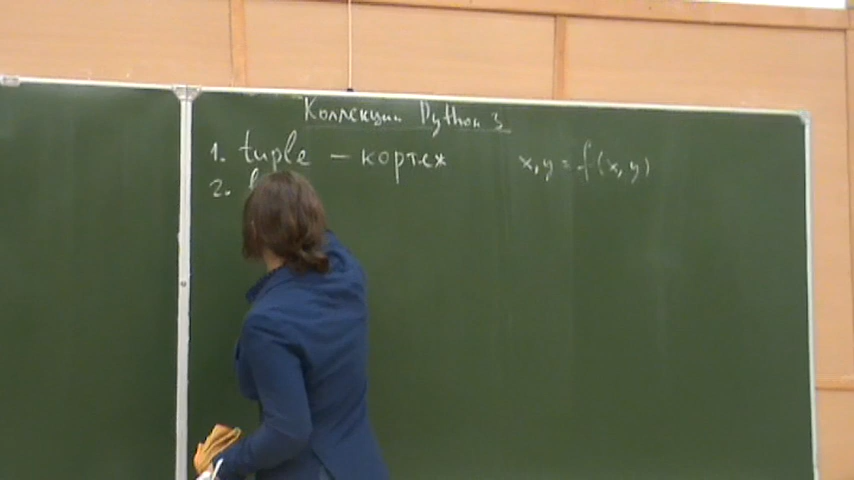 Коллекции Python 3
1. tuple — кортеж
x, y = f(x, y)
2.